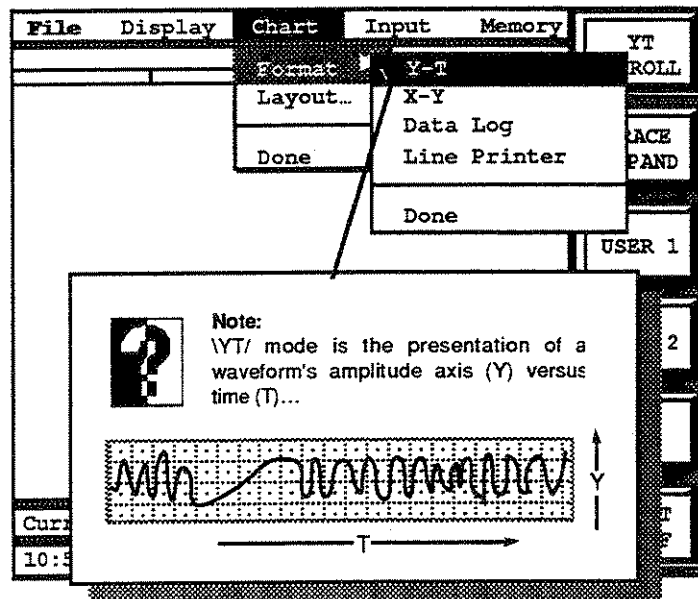 File Display Chart Input Memory
Format
Layout...
Done
Y-T
X-Y
Data Log
Line Printer
Done
YT
ROLL
RACE
PAND
USER 1
2
Note:
\YT/ mode is the presentation of a
waveform's amplitude axis (Y) versus
time (T)...
Y
T
Curr
10:5